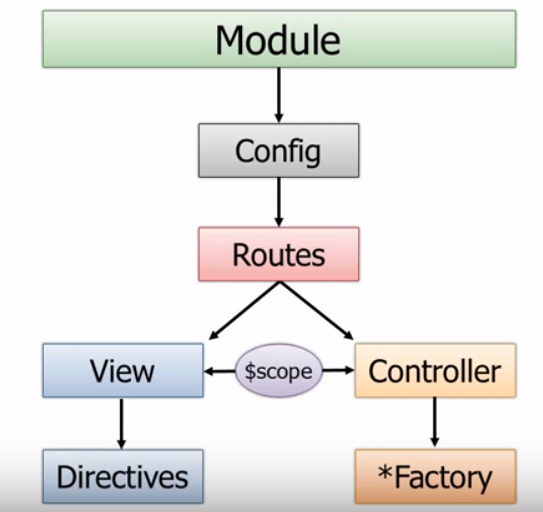 Module
Config
Routes
View
$scope
Controller
Directives
*Factory